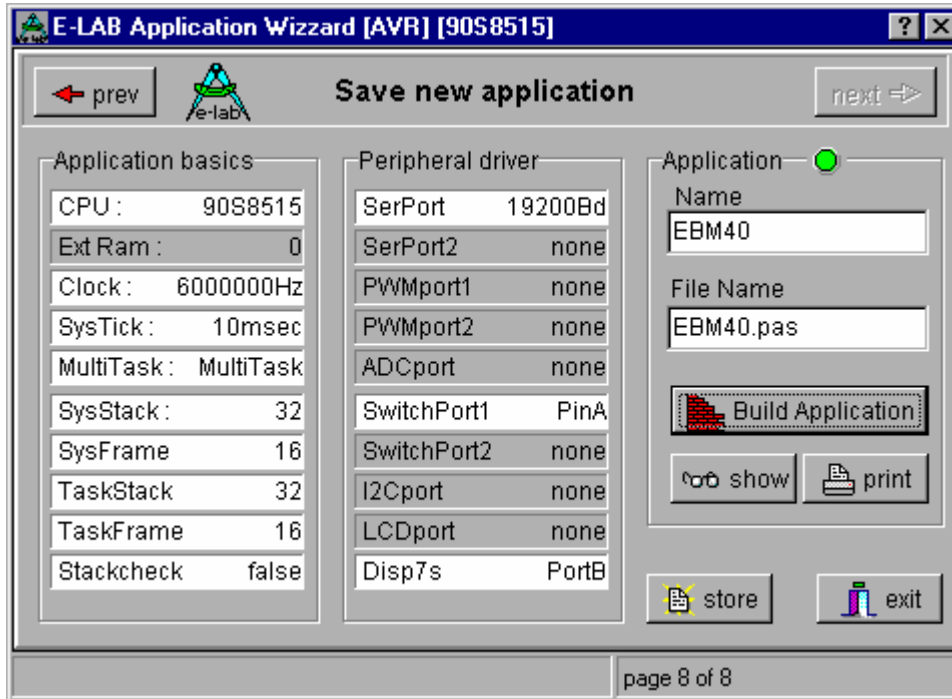 E-LAB Application Wizzard [AVR] [90S8515]
prev
e-lab
Save new application
next
Application basics
CPU : 90S8515
Ext Ram : 0
Clock : 6000000Hz
SysTick : 10msec
MultiTask : MultiTask
SysStack : 32
SysFrame 16
TaskStack 32
TaskFrame 16
Stackcheck false
Peripheral driver
SerPort 19200Bd
SerPort2 none
PWMport1 none
PWMport2 none
ADCport none
SwitchPort1 PinA
SwitchPort2 none
I2Cport none
LCDport none
Disp7s PortB
Application
Name
EBM40
File Name
EBM40.pas
Build Application
show
print
store
exit
page 8 of 8